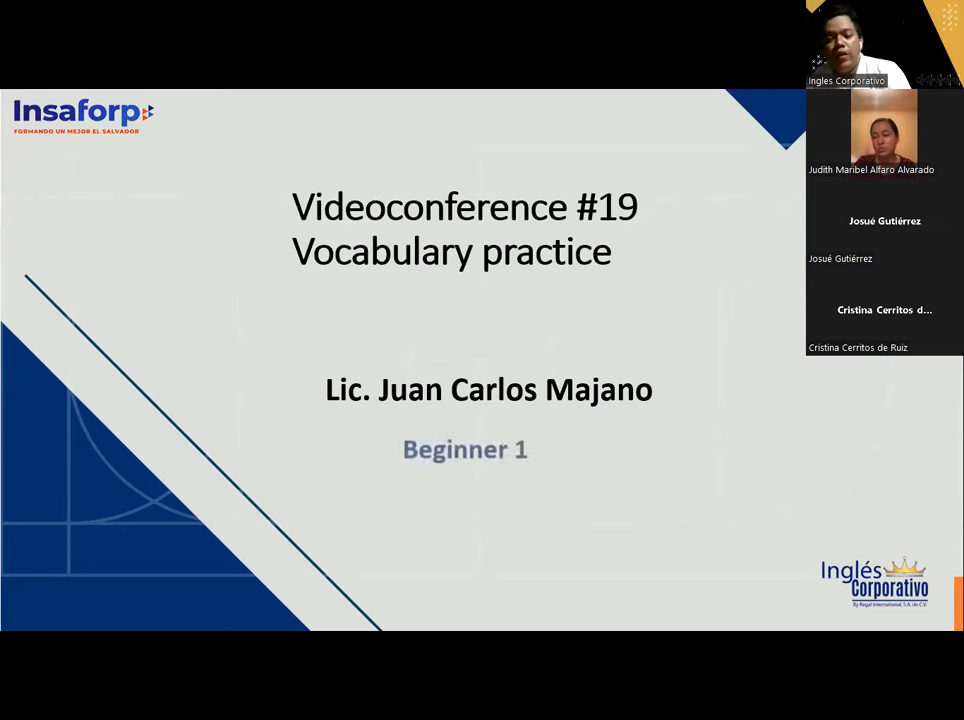 Insaforp
FORMANDO UN MEJOR EL SALVADOR
Videoconference #19
Vocabulary practice
Lic. Juan Carlos Majano
Beginner 1
Inglés
Corporativo
By Regal International, S.A. de C.V.
Ingles Corporativo
Judith Maribel Alfaro Alvarado
Josué Gutiérrez
Josué Gutiérrez
Cristina Cerritos d...
Cristina Cerritos de Ruiz